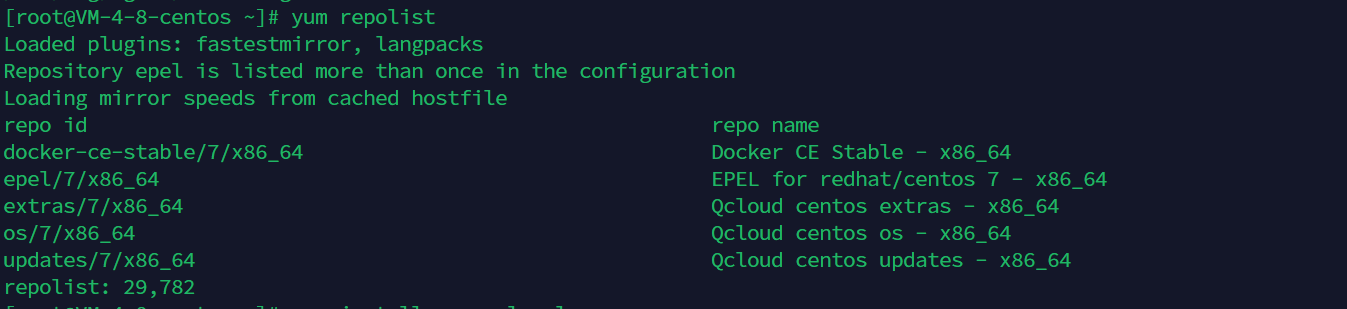 [root@VM-4-8-centos ~]# yum repolist
Loaded plugins: fastestmirror, langpacks
Repository epel is listed more than once in the configuration
Loading mirror speeds from cached hostfile
repo id repo name
docker-ce-stable/7/x86_64 Docker CE Stable - x86_64
epel/7/x86_64 EPEL for redhat/centos 7 - x86_64
extras/7/x86_64 Qcloud centos extras - x86_64
os/7/x86_64 Qcloud centos os - x86_64
updates/7/x86_64 Qcloud centos updates - x86_64
repolist: 29,782